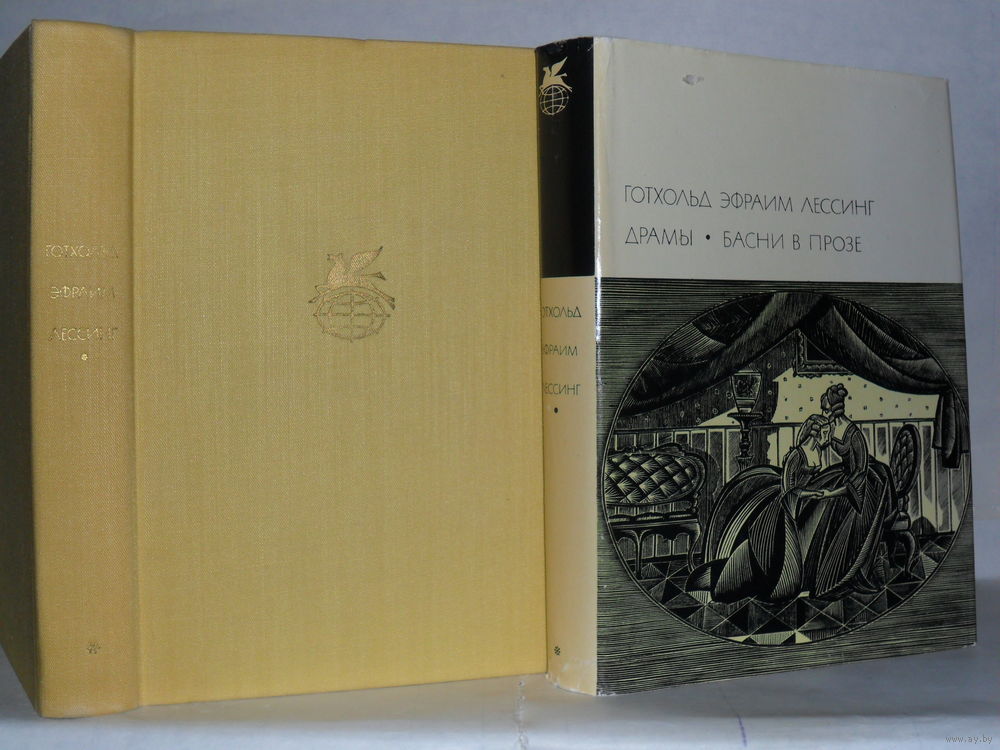 ГОТХОЛЬД
ЭФРАИМ
ЛЕССИНГ
ГОТХОЛЬД
ЭФРАИМ
ЛЕССИНГ
ГОТХОЛЬД ЭФРАИМ ЛЕССИНГ
ДРАМЫ • БАСНИ В ПРОЗЕ
www.ay.by